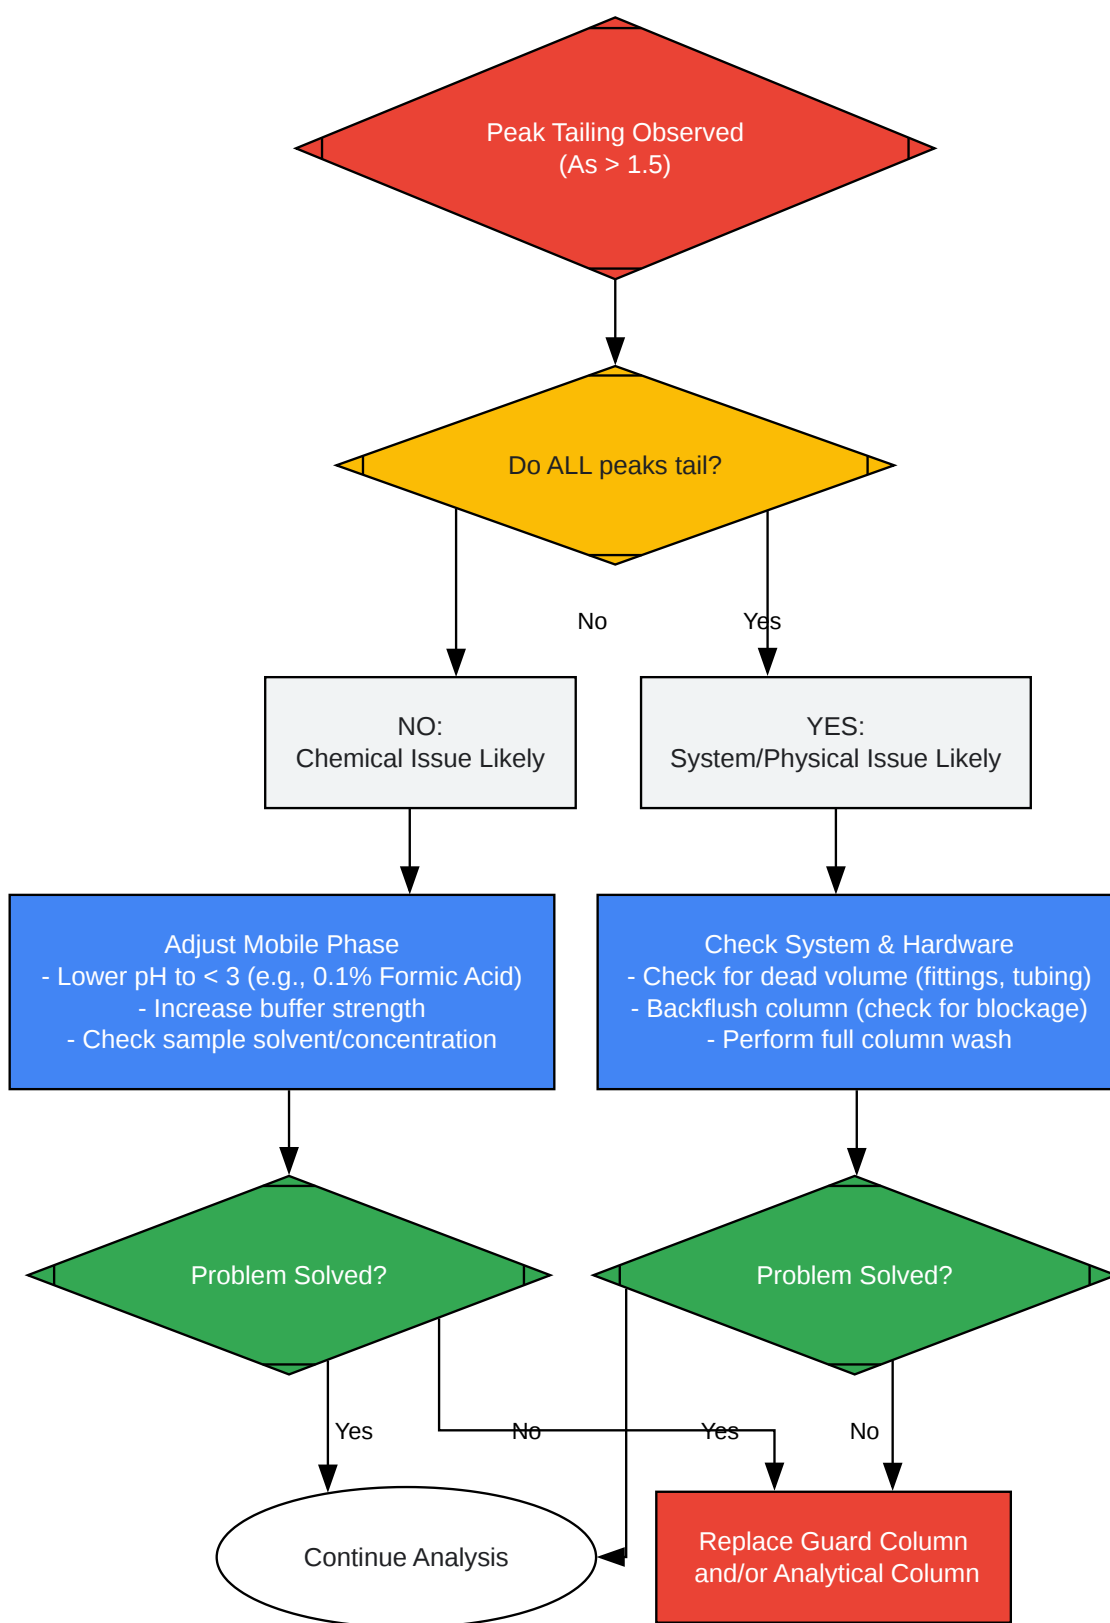 Peak Tailing Observed
(As > 1.5)
Do ALL peaks tail?
No
Yes
NO:
Chemical Issue Likely
YES:
System/Physical Issue Likely
Adjust Mobile Phase
- Lower pH to < 3 (e.g., 0.1% Formic Acid)
- Increase buffer strength
- Check sample solvent/concentration
Check System & Hardware
- Check for dead volume (fittings, tubing)
- Backflush column (check for blockage)
- Perform full column wash
Problem Solved?
Problem Solved?
Yes
No
Yes
No
Continue Analysis
Replace Guard Column
and/or Analytical Column